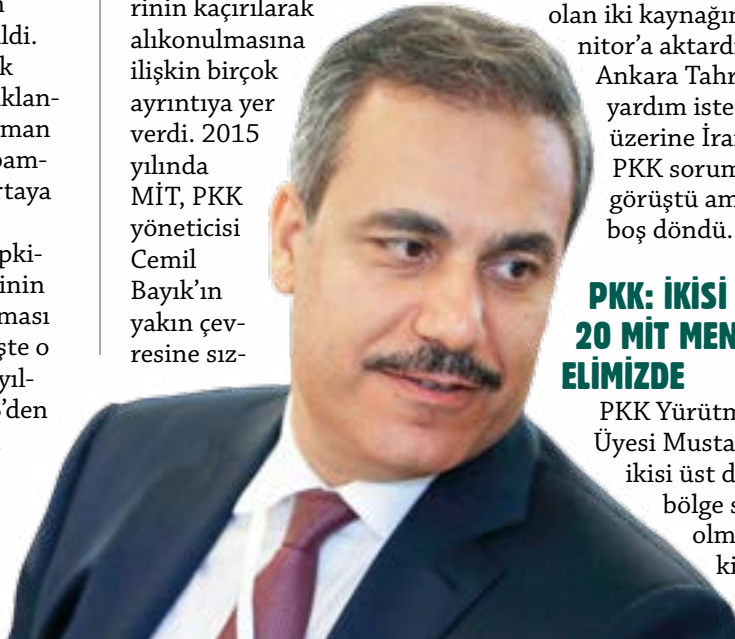 ldi.
k
klan-
man
pam-
rtaya
pki-
inin
ması
şte o
yıl-
'den
rinin kaçırılarak
alıkonulmasına
ilişkin birçok
ayrıntıya yer
verdi. 2015
yılında
MİT, PKK
yöneticisi
Cemil
Bayık'ın
yakın çev-
resine sız-
olan iki kaynağın
nitor'a aktardı
Ankara Tahr
yardım iste
üzerine İra
PKK sorum
görüştü am
boş döndü.
PKK: İKİSİ
20 MİT MEN
ELİMİZDE
PKK Yürütm
Üyesi Musta
ikisi üst d
bölge s
olm
ki